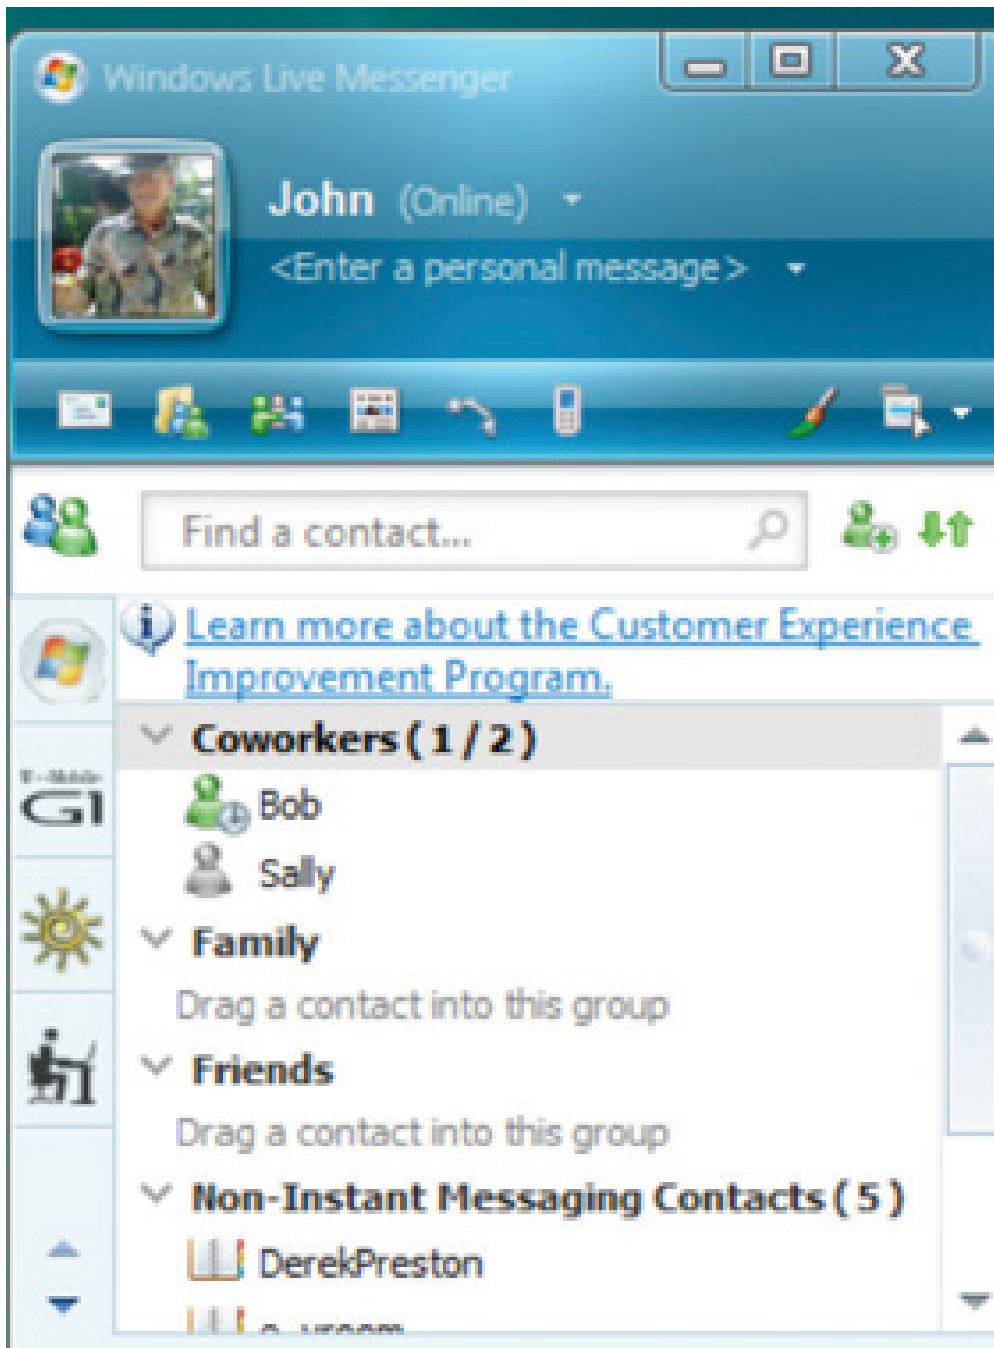 Windows Live Messenger
John (Online)
<Enter a personal message>
Find a contact...
Learn more about the Customer Experience
Improvement Program.
Coworkers ( 1 / 2 )
T--Mobile-
G1
Bob
Sally
Family
Drag a contact into this group
Friends
Drag a contact into this group
Non-Instant Messaging Contacts ( 5 )
DerekPreston